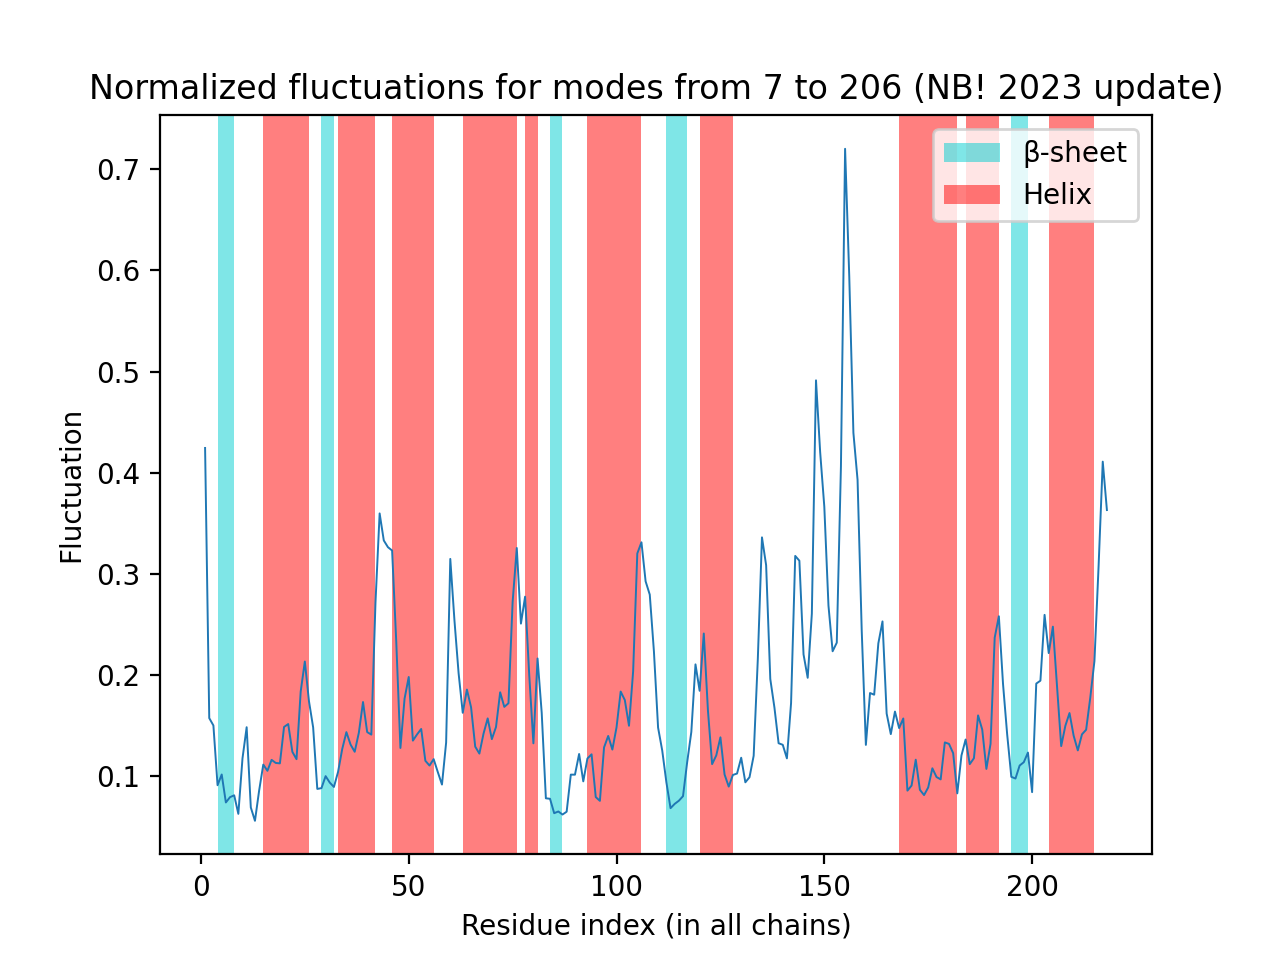 Normalized fluctuations for modes from 7 to 206 (NB! 2023 update)
β-sheet
Helix
0.7
0.6
0.5
0.4
0.3
0.2
0.1
Fluctuation
0 50 100 150 200
Residue index (in all chains)